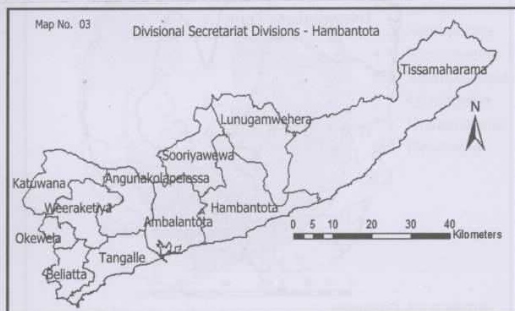 Map No. 03
Divisional Secretariat Divisions - Hambantota
Tissamaharama
N
Lunugamwehera
Sooriyawewa
Katuwana
Angunakolapelessa
Weeraketiya
Hambantota
Ambalantota
Okewela
0 5 10 20 30 40
Kilometers
Tangalle
Beliatta